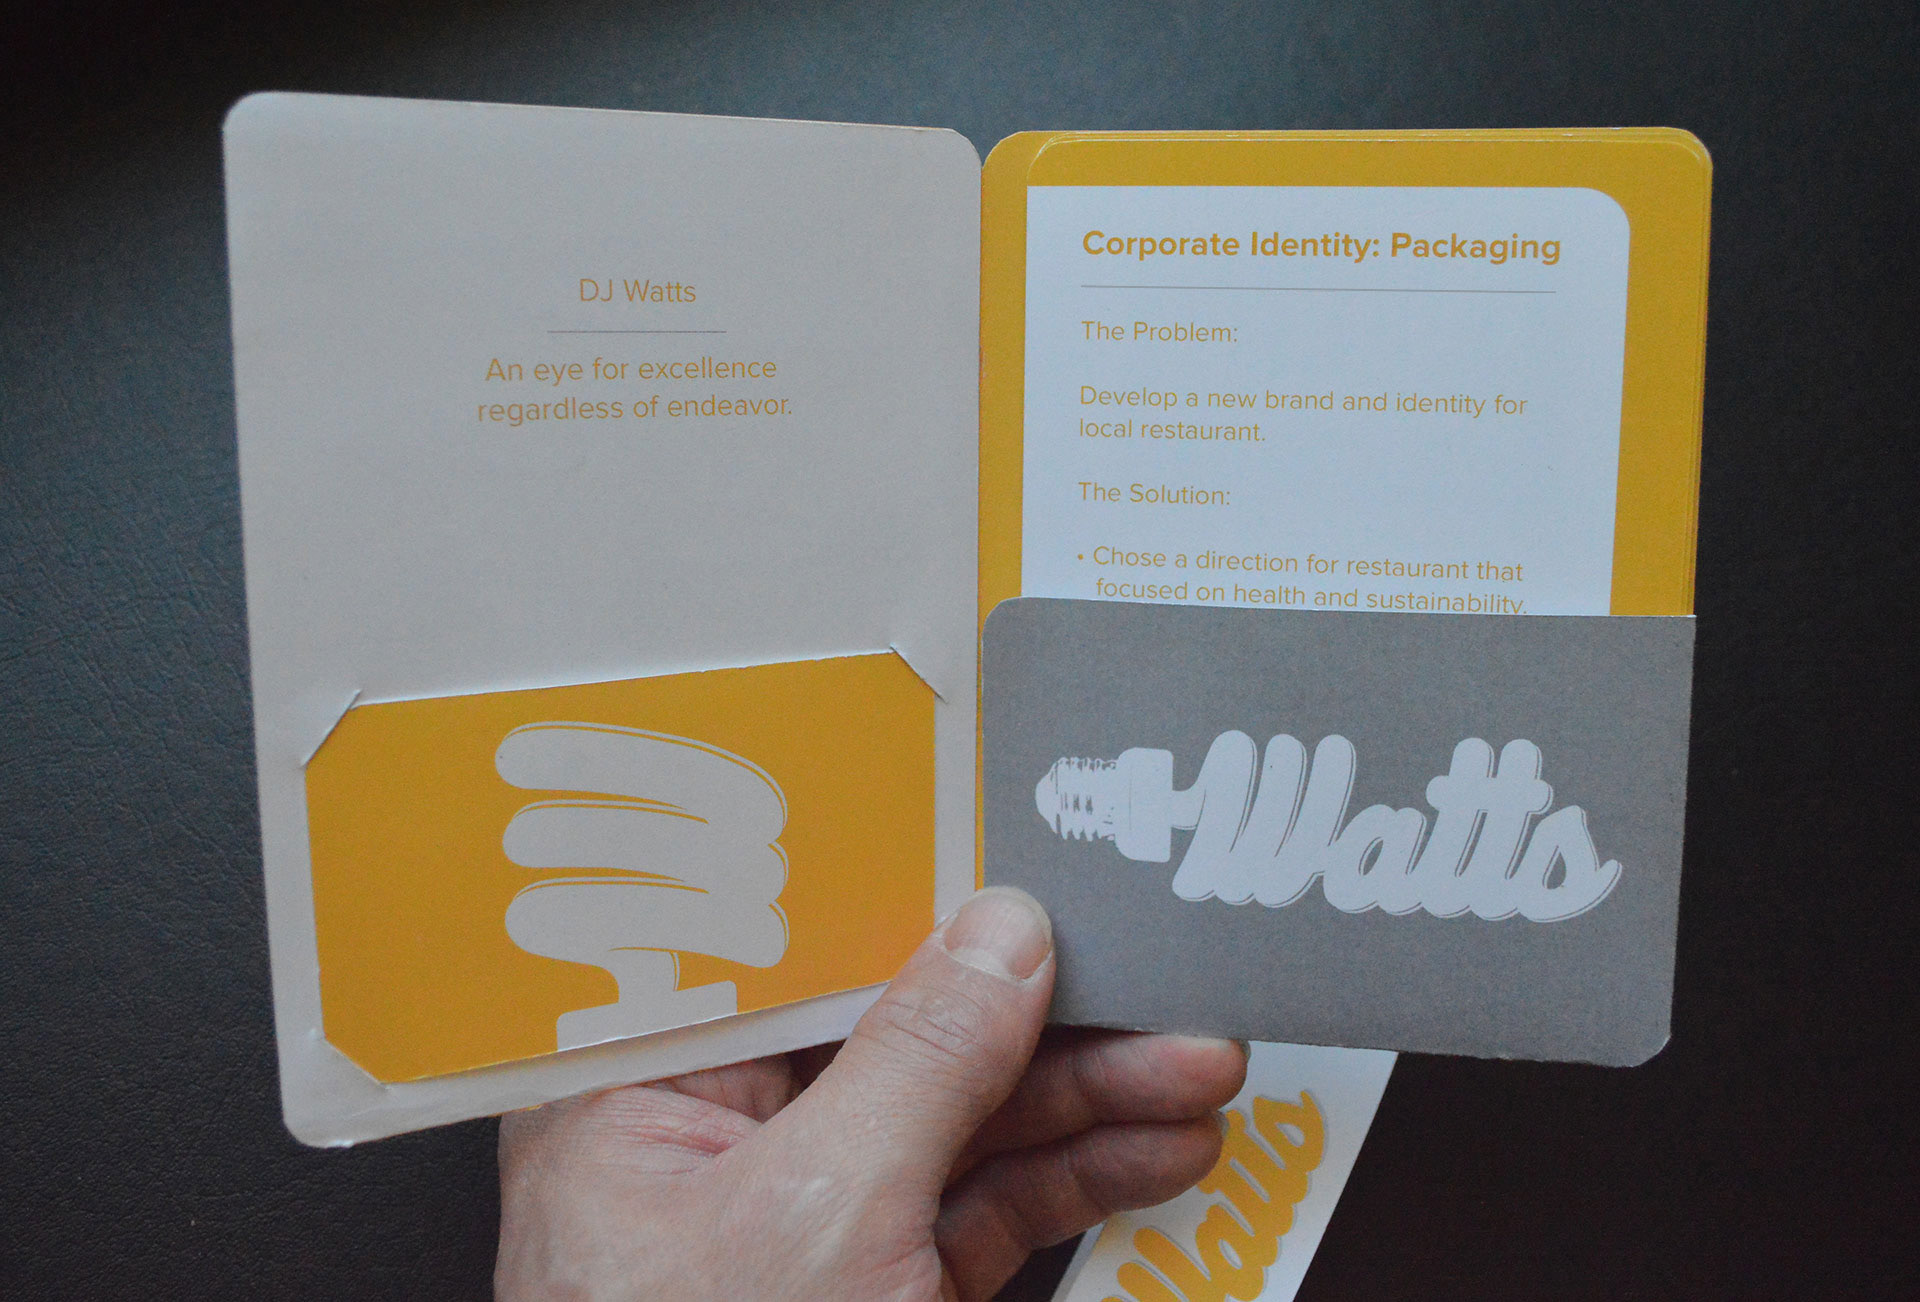 DJ Watts
An eye for excellence
regardless of endeavor.
Corporate Identity: Packaging
The Problem:
Develop a new brand and identity for
local restaurant.
The Solution:
• Chose a direction for restaurant that
focused on health and sustainability.
Watts
Watts